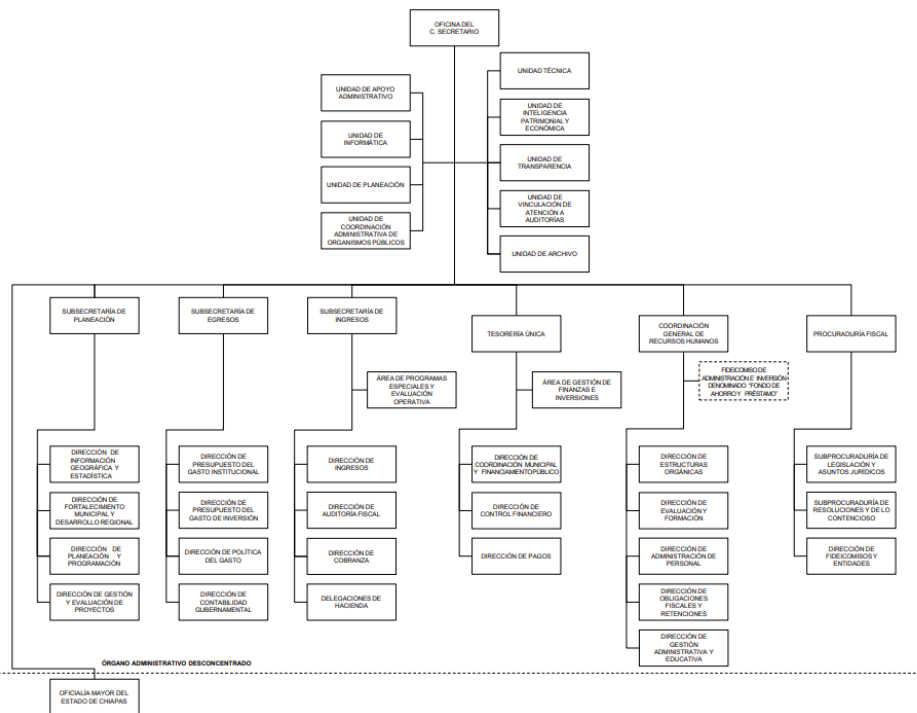 OFICINA DEL
C. SECRETARIO
UNIDAD DE APOYO
ADMINISTRATIVO
UNIDAD DE
INFORMÁTICA
UNIDAD DE PLANEACIÓN
UNIDAD DE
COORDINACIÓN
ADMINISTRATIVA DE
ORGANISMOS PÚBLICOS
UNIDAD TÉCNICA
UNIDAD DE
INTELIGENCIA
PATRIMONIAL Y
ECONÓMICA
UNIDAD DE
TRANSPARENCIA
UNIDAD DE
VINCULACIÓN DE
ATENCIÓN A
AUDITORÍAS
UNIDAD DE ARCHIVO
SUBSECRETARÍA DE
PLANEACIÓN
DIRECCIÓN DE
INFORMACIÓN
GEOGRÁFICA Y
ESTADÍSTICA
DIRECCIÓN DE
FORTALECIMIENTO
MUNICIPAL Y
DESARROLLO REGIONAL
DIRECCIÓN DE
PLANEACIÓN Y
PROGRAMACIÓN
DIRECCIÓN DE GESTIÓN
Y EVALUACIÓN DE
PROYECTOS
SUBSECRETARÍA DE
EGRESOS
DIRECCIÓN DE
PRESUPUESTO DEL
GASTO INSTITUCIONAL
DIRECCIÓN DE
PRESUPUESTO DEL
GASTO DE INVERSIÓN
DIRECCIÓN DE POLÍTICA
DEL GASTO
DIRECCIÓN DE
CONTABILIDAD
GUBERNAMENTAL
SUBSECRETARÍA DE
INGRESOS
ÁREA DE PROGRAMAS
ESPECIALES Y
EVALUACIÓN
OPERATIVA
DIRECCIÓN DE
INGRESOS
DIRECCIÓN DE
AUDITORÍA FISCAL
DIRECCIÓN DE
COBRANZA
DELEGACIONES DE
HACIENDA
TESORERÍA ÚNICA
ÁREA DE GESTIÓN DE
FINANZAS E
INVERSIONES
DIRECCIÓN DE
COORDINACIÓN MUNICIPAL
Y FINANCIAMIENTO PÚBLICO
DIRECCIÓN DE
CONTROL FINANCIERO
DIRECCIÓN DE PAGOS
COORDINACIÓN
GENERAL DE
RECURSOS HUMANOS
FIDEICOMISO DE
ADMINISTRACIÓN E INVERSIÓN
DENOMINADO "FONDO DE
AHORRO Y PRÉSTAMO"
DIRECCIÓN DE
ESTRUCTURAS
ORGÁNICAS
DIRECCIÓN DE
EVALUACIÓN Y
FORMACIÓN
DIRECCIÓN DE
ADMINISTRACIÓN DE
PERSONAL
DIRECCIÓN DE
OBLIGACIONES
FISCALES Y
RETENCIONES
DIRECCIÓN DE
GESTIÓN
ADMINISTRATIVA Y
EDUCATIVA
PROCURADURÍA FISCAL
SUBPROCURADURÍA DE
LEGISLACIÓN Y
ASUNTOS JURÍDICOS
SUBPROCURADURÍA DE
RESOLUCIONES Y DE LO
CONTENCIOSO
DIRECCIÓN DE
FIDEICOMISOS Y
ENTIDADES
ÓRGANO ADMINISTRATIVO DESCONCENTRADO
OFICIALÍA MAYOR DEL
ESTADO DE CHIAPAS